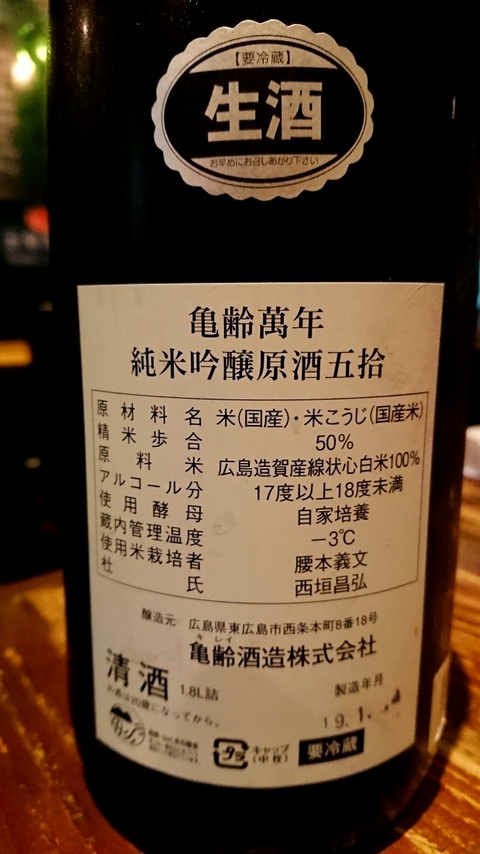 【要冷蔵】
生酒
お早めにお召しあがり下さい
亀齢萬年
純米吟醸原酒五拾
原材料名 米(国産)・米こうじ(国産米)
精米歩合 50%
原料米 広島造賀産線状心白米100%
アルコール分 17度以上18度未満
使用酵母 自家培養
蔵内管理温度 －3℃
使用米栽培者 腰本義文
杜氏 西垣昌弘
醸造元 広島県東広島市西条本町8番18号
キレイ
亀齢酒造株式会社
清酒 1.8L詰
お酒は20歳になってから。
製造年月
19.1.
プラ
キャップ
(中栓)
要冷蔵